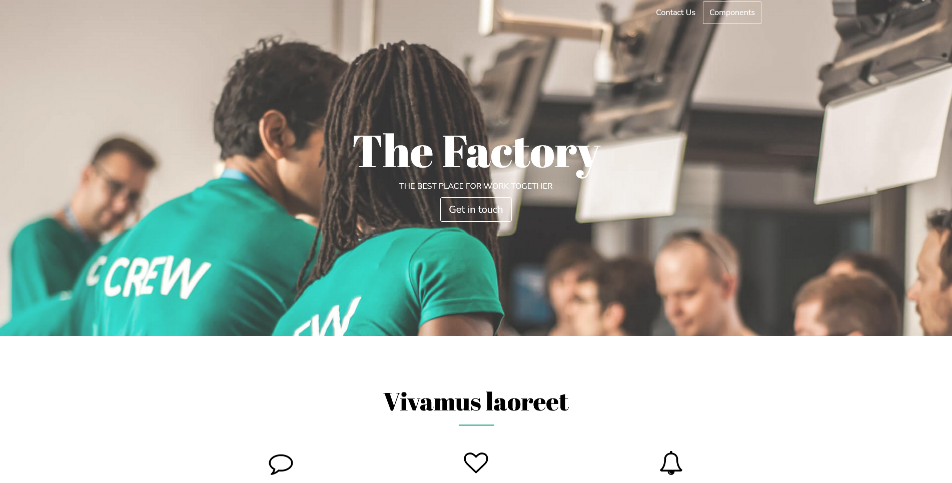 Contact Us
Components
The Factory
THE BEST PLACE FOR WORK TOGETHER
Get in touch
CREW
EW
Vivamus laoreet